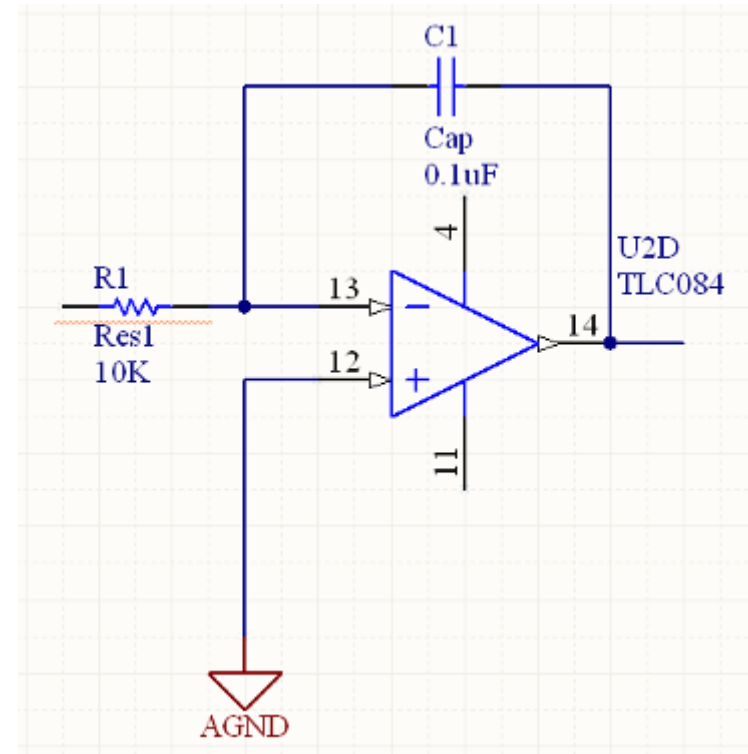 C1
Cap
0.1uF
4
U2D
TLC084
R1
13
14
Res1
10K
12
11
AGND